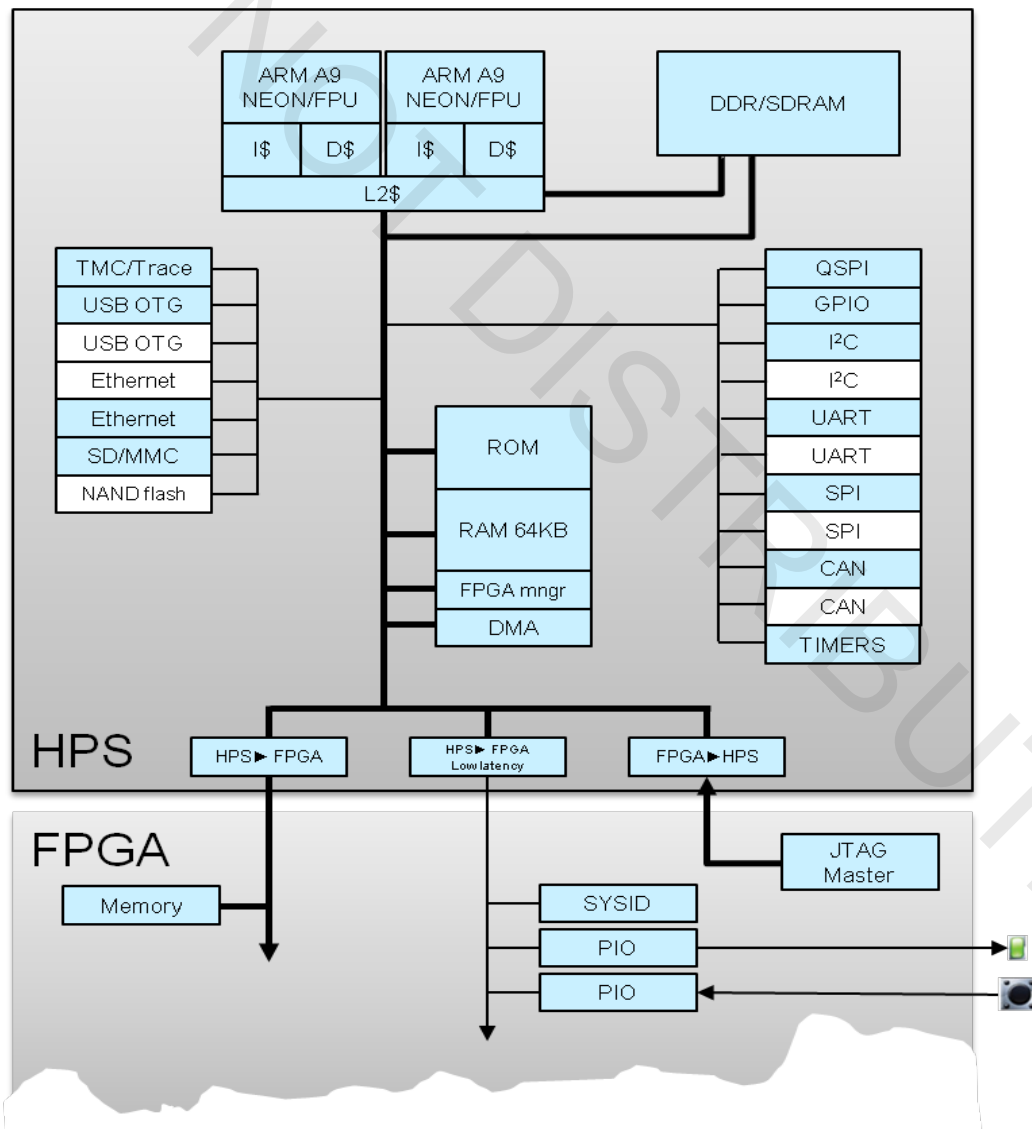 ARM A9
NEON/FPU
ARM A9
NEON/FPU
I$
D$
I$
D$
L2$
DDR/SDRAM
TMC/Trace
USB OTG
USB OTG
Ethernet
Ethernet
SD/MMC
NAND flash
QSPI
GPIO
I²C
I²C
UART
UART
SPI
SPI
CAN
CAN
TIMERS
ROM
RAM 64KB
FPGA mngr
DMA
HPS
HPS► FPGA
HPS► FPGA
Low latency
FPGA►HPS
FPGA
JTAG
Master
Memory
SYSID
PIO
PIO
NOT DISTRIBUT